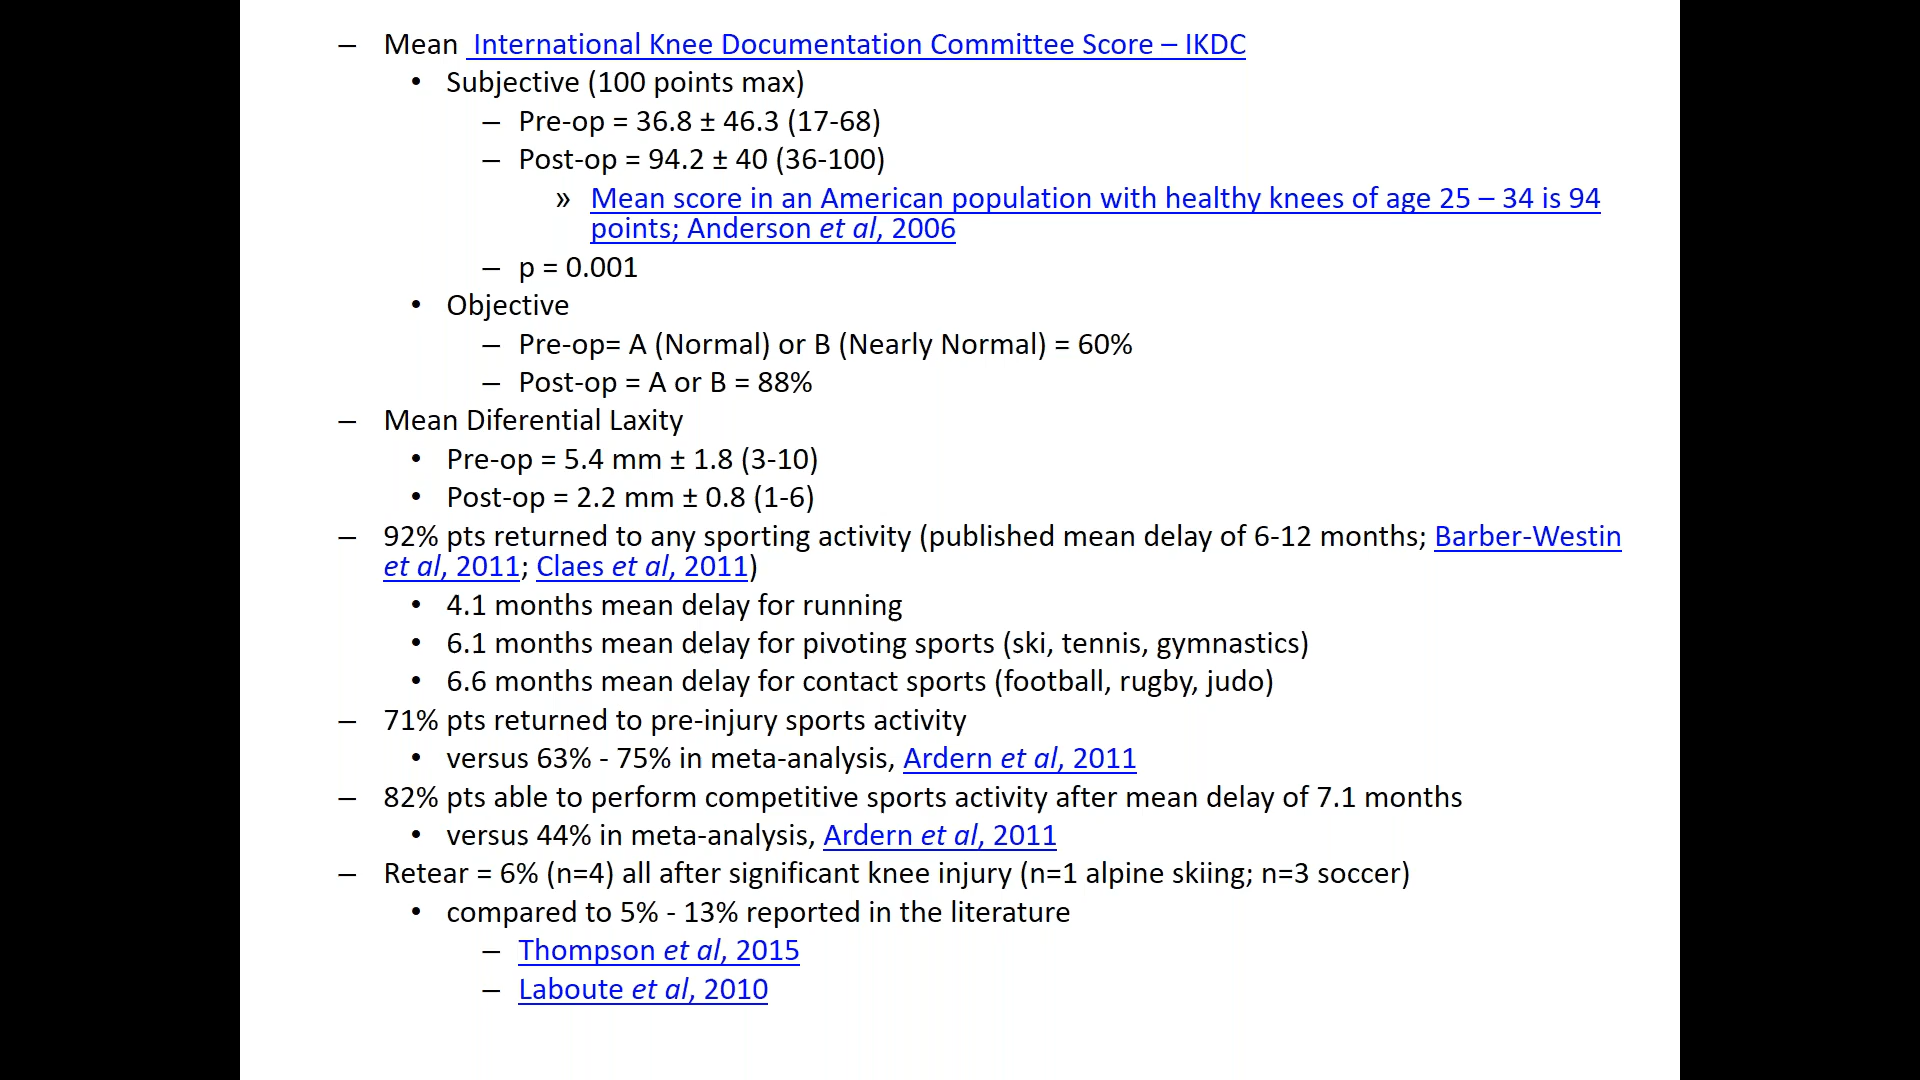 – Mean International Knee Documentation Committee Score – IKDC
• Subjective (100 points max)
– Pre-op = 36.8 ± 46.3 (17-68)
– Post-op = 94.2 ± 40 (36-100)
» Mean score in an American population with healthy knees of age 25 – 34 is 94
points; Anderson et al, 2006
– p = 0.001
• Objective
– Pre-op= A (Normal) or B (Nearly Normal) = 60%
– Post-op = A or B = 88%
– Mean Diferential Laxity
• Pre-op = 5.4 mm ± 1.8 (3-10)
• Post-op = 2.2 mm ± 0.8 (1-6)
– 92% pts returned to any sporting activity (published mean delay of 6-12 months; Barber-Westin
et al, 2011; Claes et al, 2011)
• 4.1 months mean delay for running
• 6.1 months mean delay for pivoting sports (ski, tennis, gymnastics)
• 6.6 months mean delay for contact sports (football, rugby, judo)
– 71% pts returned to pre-injury sports activity
• versus 63% - 75% in meta-analysis, Ardern et al, 2011
– 82% pts able to perform competitive sports activity after mean delay of 7.1 months
• versus 44% in meta-analysis, Ardern et al, 2011
– Retear = 6% (n=4) all after significant knee injury (n=1 alpine skiing; n=3 soccer)
• compared to 5% - 13% reported in the literature
– Thompson et al, 2015
– Laboute et al, 2010